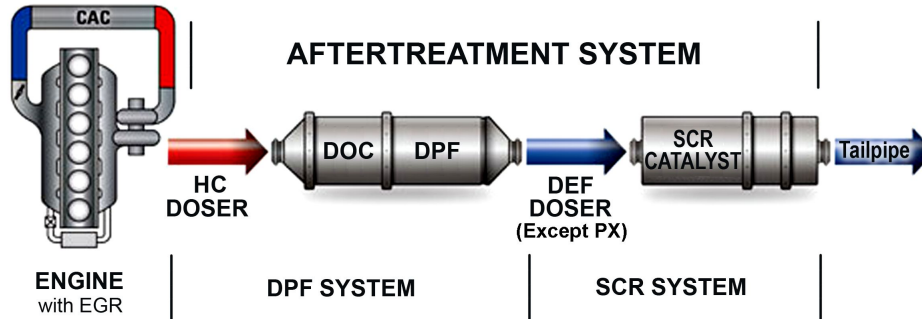 CAC
AFTERTREATMENT SYSTEM
DOC
DPF
SCR
CATALYST
Tailpipe
HC
DOSER
DEF
DOSER
(Except PX)
ENGINE
with EGR
DPF SYSTEM
SCR SYSTEM